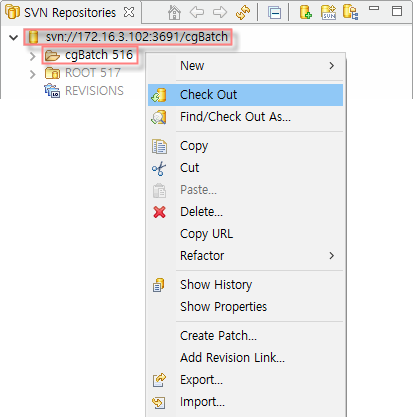 SVN Repositories
svn://172.16.3.102:3691/cgBatch
cgBatch 516
ROOT 517
REVISIONS
New
Check Out
Find/Check Out As...
Copy
Cut
Paste...
Delete...
Copy URL
Refactor
Show History
Show Properties
Create Patch...
Add Revision Link...
Export...
Import...